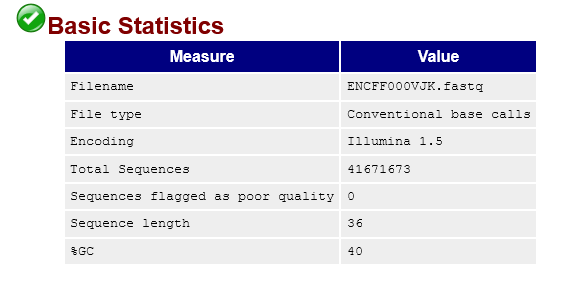 Basic Statistics
Measure Value
Filename ENCFF000VJK.fastq
File type Conventional base calls
Encoding Illumina 1.5
Total Sequences 41671673
Sequences flagged as poor quality 0
Sequence length 36
%GC 40